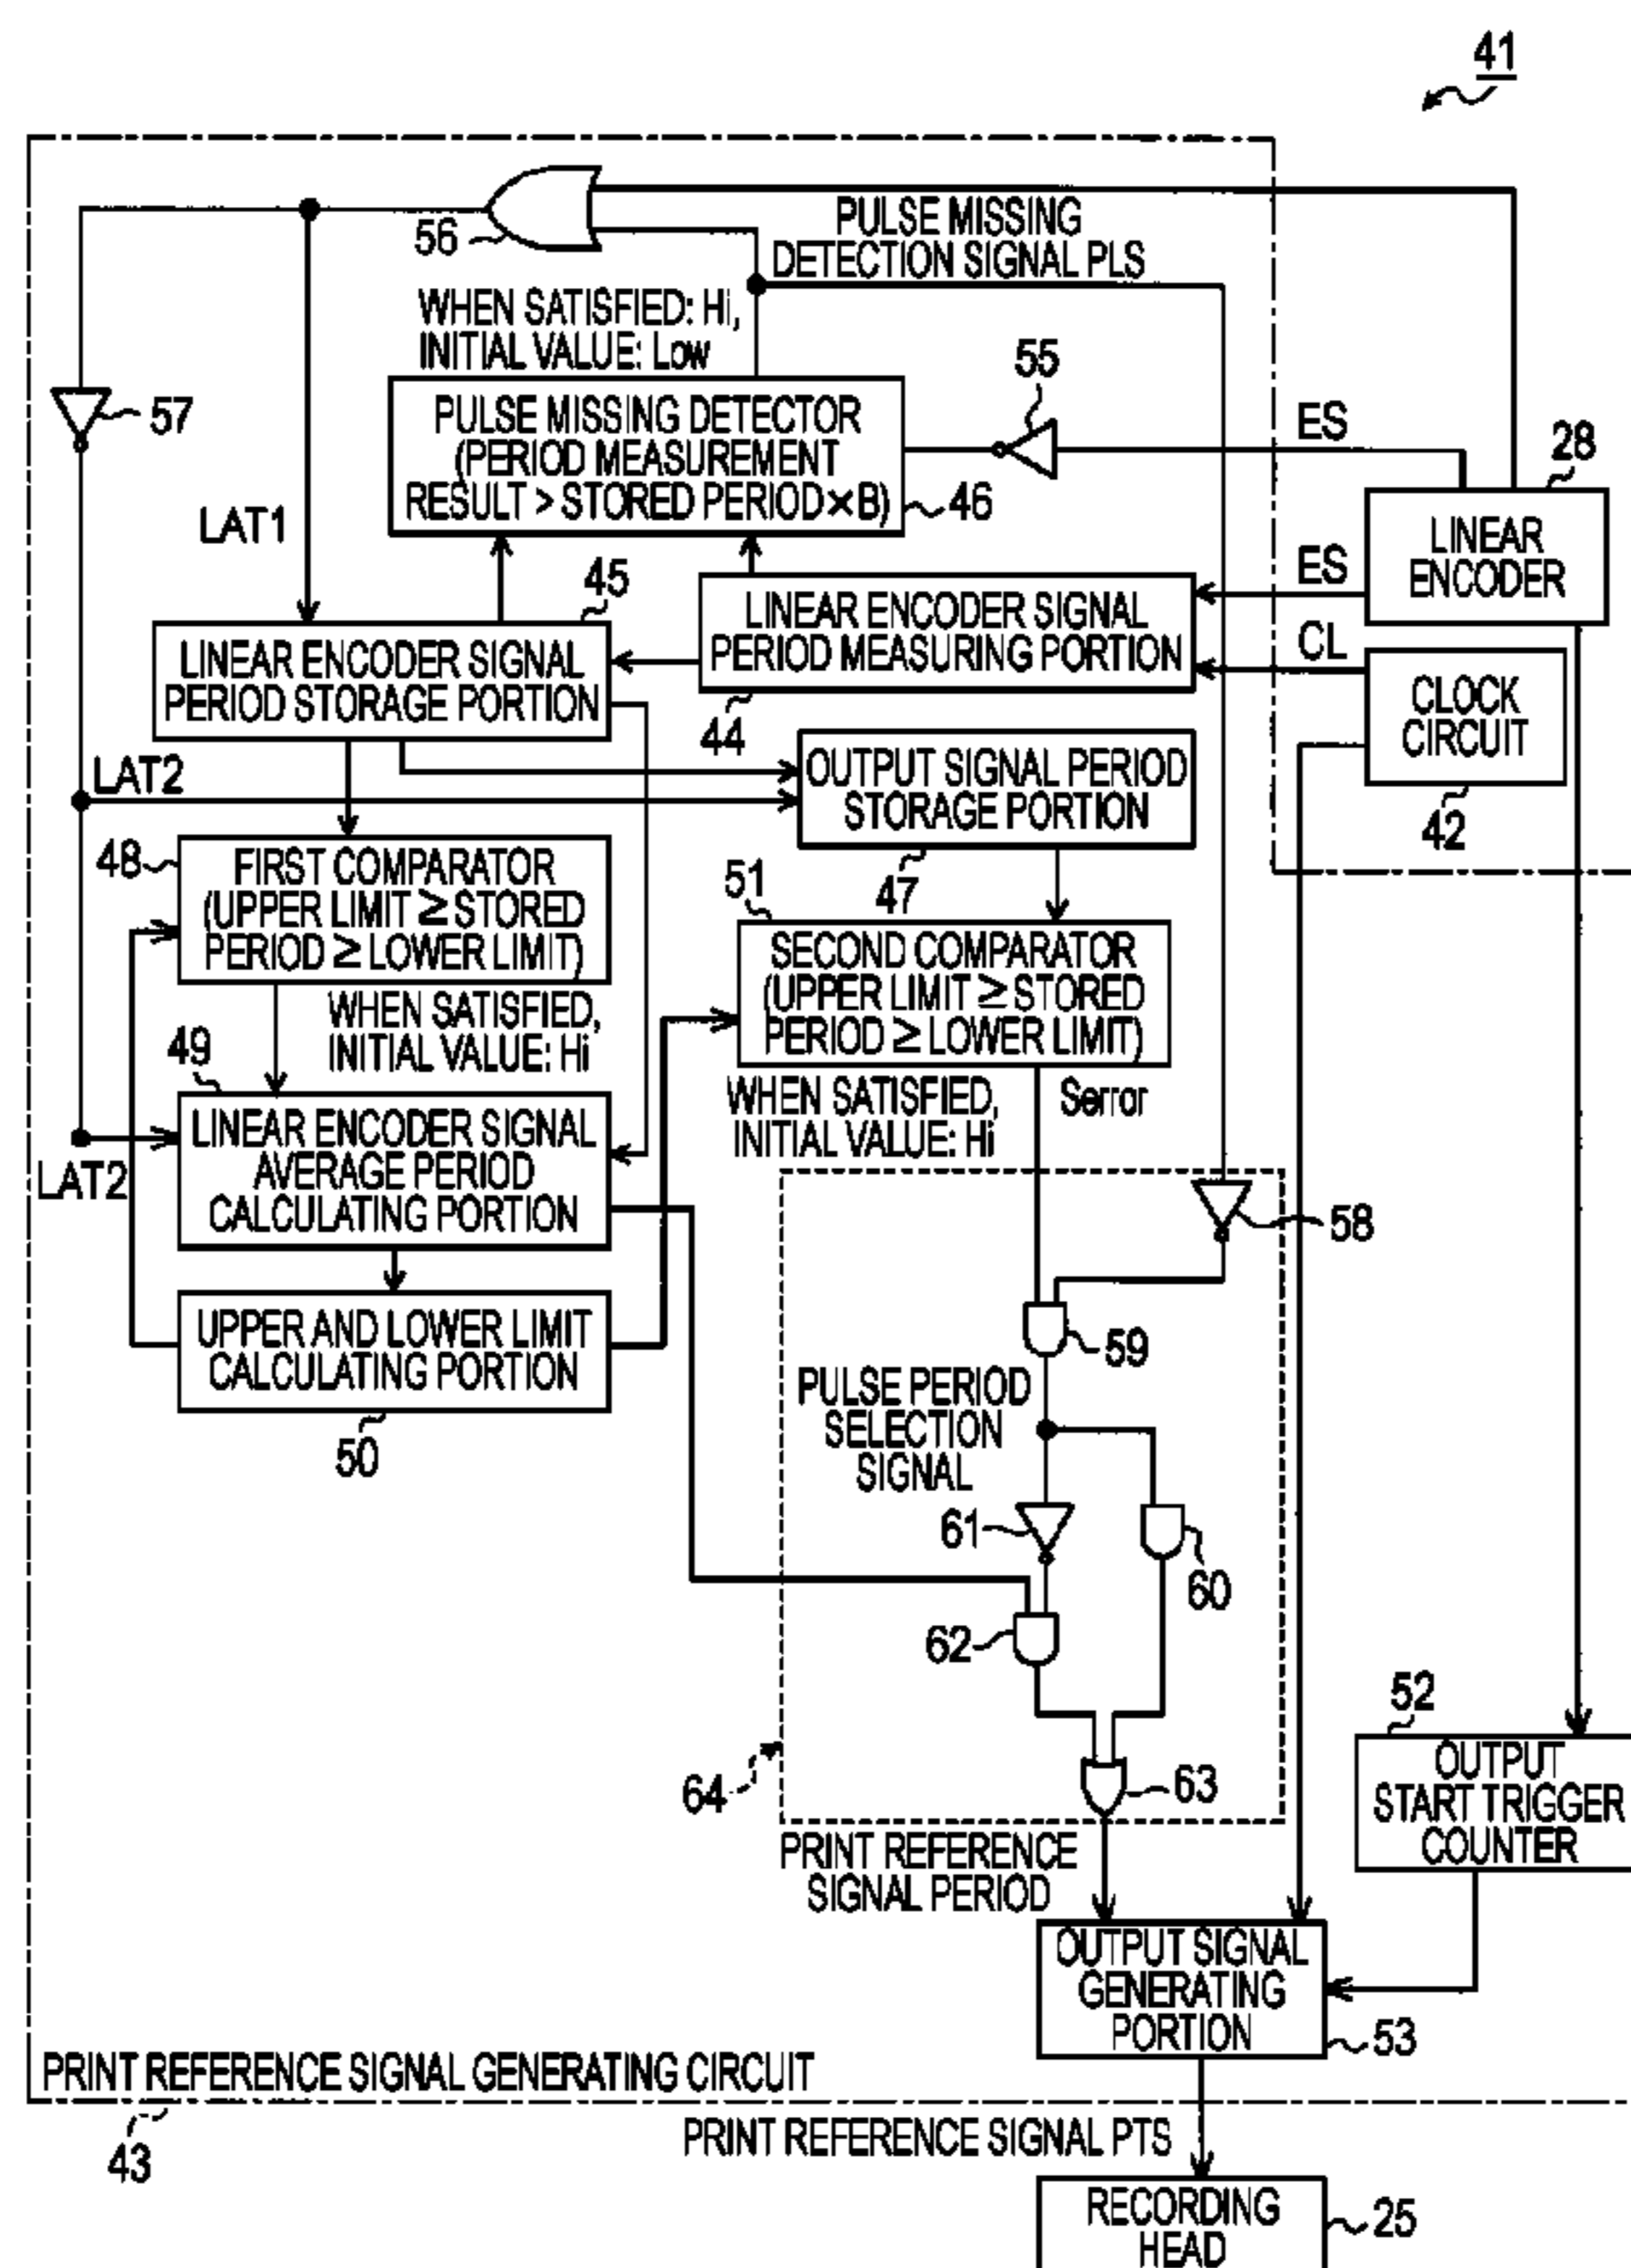 41
PULSE MISSING
DETECTION SIGNAL PLS
56
WHEN SATISFIED: Hi,
INITIAL VALUE: Low
55
57
PULSE MISSING DETECTOR
(PERIOD MEASUREMENT
RESULT > STORED PERIOD×B)
46
ES
28
LINEAR
ENCODER
LAT1
45
ES
LINEAR ENCODER SIGNAL
PERIOD MEASURING PORTION
44
LINEAR ENCODER SIGNAL
PERIOD STORAGE PORTION
CL
CLOCK
CIRCUIT
42
LAT2
OUTPUT SIGNAL PERIOD
STORAGE PORTION
47
48
FIRST COMPARATOR
(UPPER LIMIT ≥ STORED
PERIOD ≥ LOWER LIMIT)
51
SECOND COMPARATOR
(UPPER LIMIT ≥ STORED
PERIOD ≥ LOWER LIMIT)
WHEN SATISFIED,
INITIAL VALUE: Hi
49
WHEN SATISFIED,
INITIAL VALUE: Hi
Serror
LINEAR ENCODER SIGNAL
AVERAGE PERIOD
CALCULATING PORTION
LAT2
58
UPPER AND LOWER LIMIT
CALCULATING PORTION
50
59
PULSE PERIOD
SELECTION
SIGNAL
61
60
62
52
OUTPUT
START TRIGGER
COUNTER
64
63
PRINT REFERENCE
SIGNAL PERIOD
OUTPUT SIGNAL
GENERATING
PORTION
53
PRINT REFERENCE SIGNAL GENERATING CIRCUIT
43
PRINT REFERENCE SIGNAL PTS
RECORDING
HEAD
25